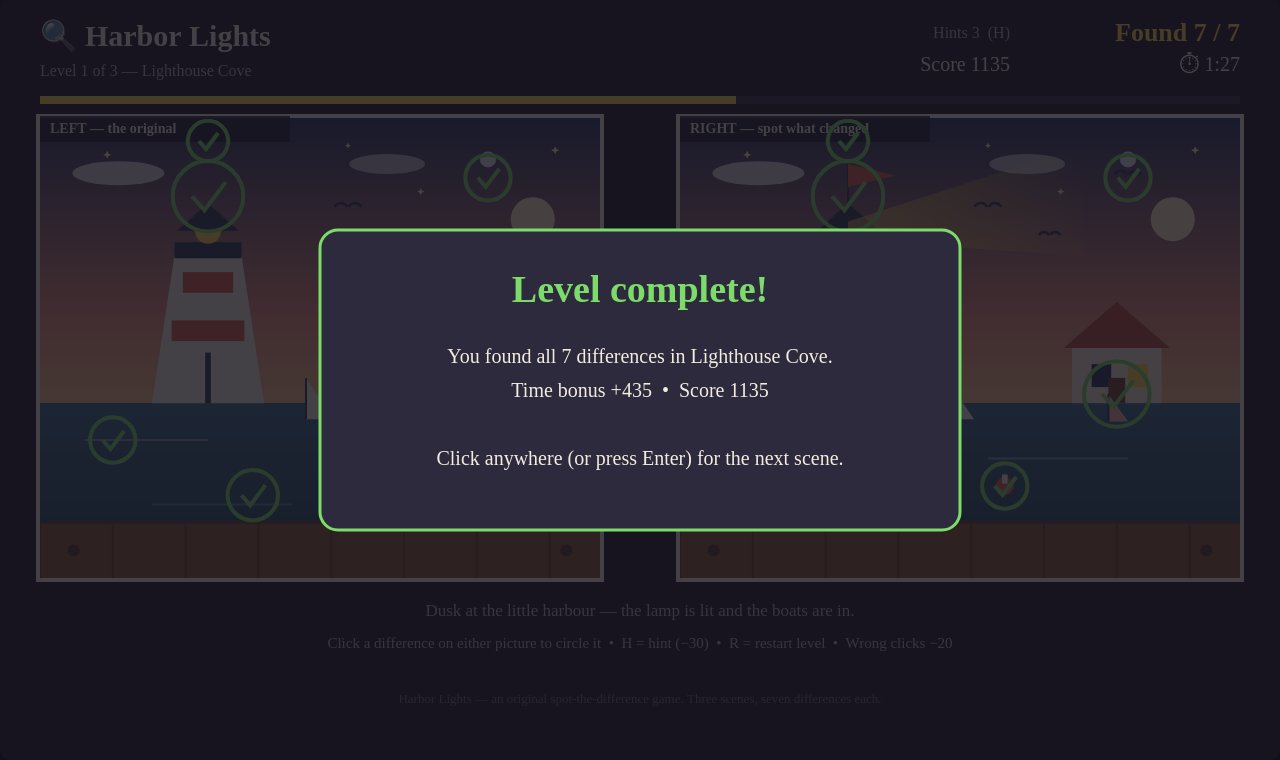 🔍 Harbor Lights
Level 1 of 3 — Lighthouse Cove
Hints 3 (H)
Score 1135
Found 7 / 7
⏱ 1:27
LEFT — the original
RIGHT — spot what changed
Level complete!
You found all 7 differences in Lighthouse Cove.
Time bonus +435 • Score 1135
Click anywhere (or press Enter) for the next scene.
Dusk at the little harbour — the lamp is lit and the boats are in.
Click a difference on either picture to circle it • H = hint (−30) • R = restart level • Wrong clicks −20
Harbor Lights — an original spot-the-difference game. Three scenes, seven differences each.